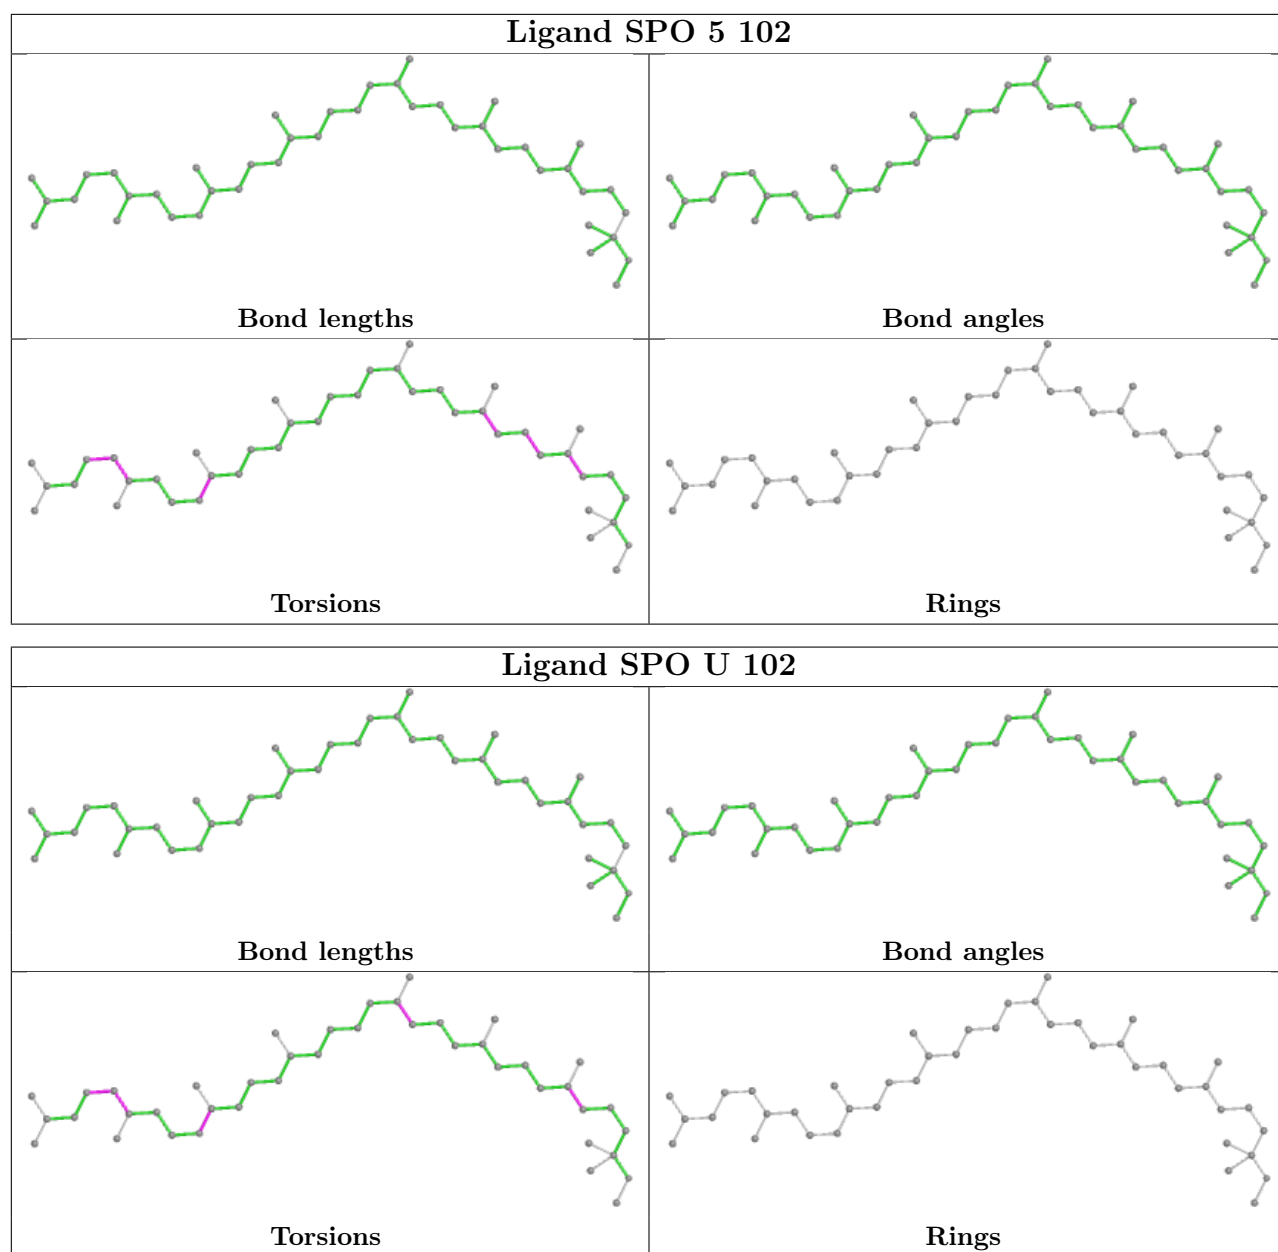 Ligand SPO 5 102
Bond lengths
Bond angles
Torsions
Rings
Ligand SPO U 102
Bond lengths
Bond angles
Torsions
Rings